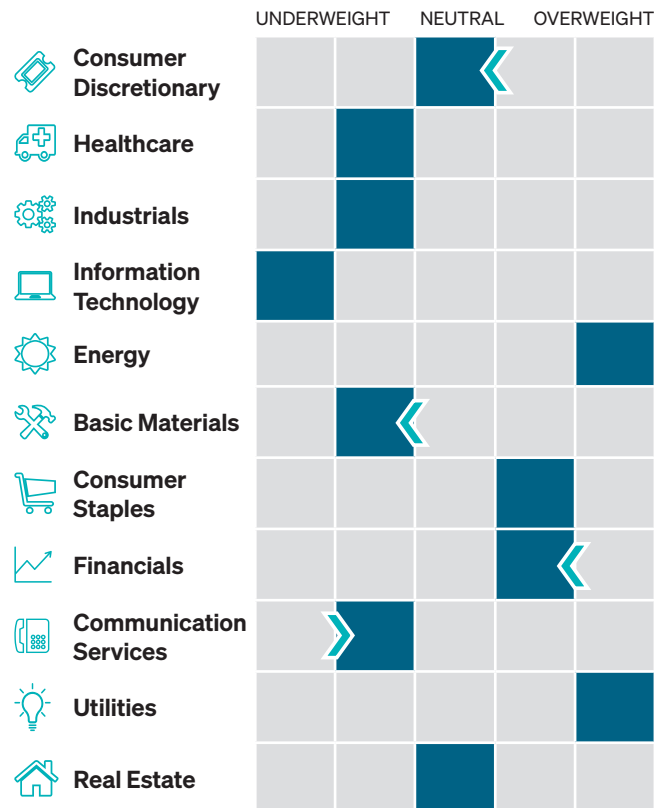 UNDERWEIGHT NEUTRAL OVERWEIGHT
Consumer
Discretionary
Healthcare
Industrials
Information
Technology
Energy
Basic Materials
Consumer
Staples
Financials
Communication
Services
Utilities
Real Estate